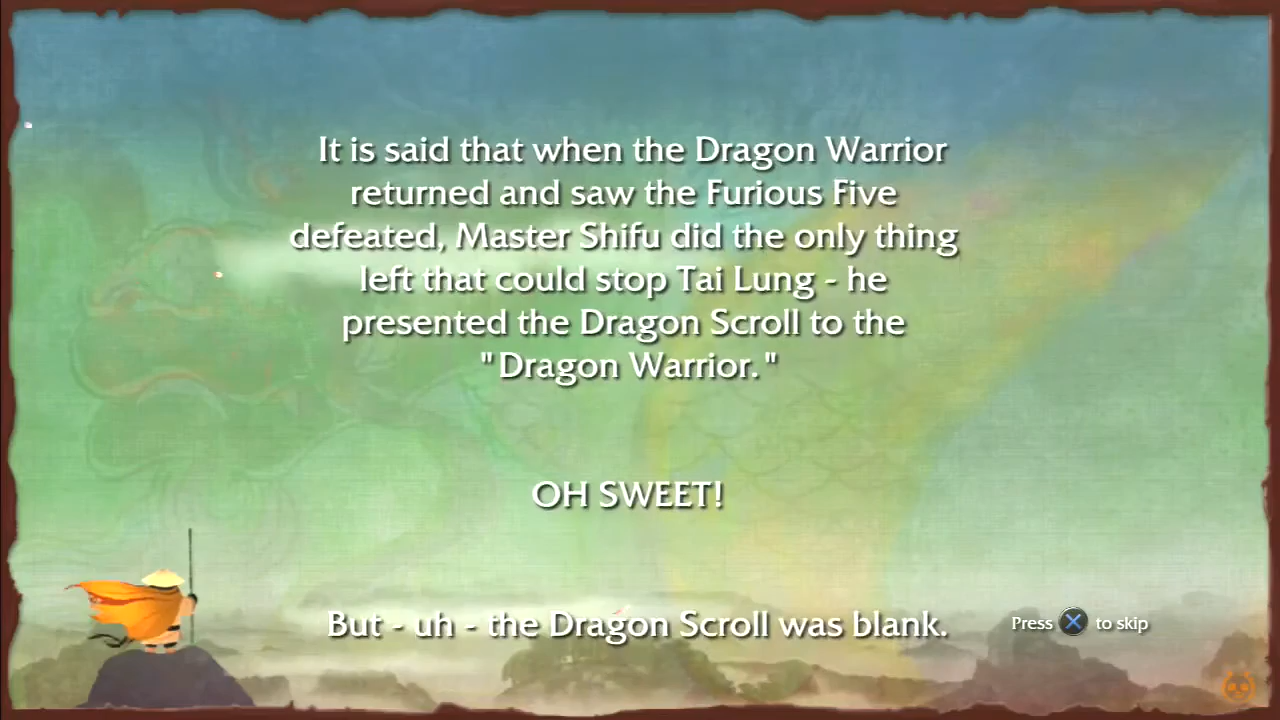 It is said that when the Dragon Warrior
returned and saw the Furious Five
defeated, Master Shifu did the only thing
left that could stop Tai Lung - he
presented the Dragon Scroll to the
"Dragon Warrior."
OH SWEET!
But - uh - the Dragon Scroll was blank.
Press X to skip